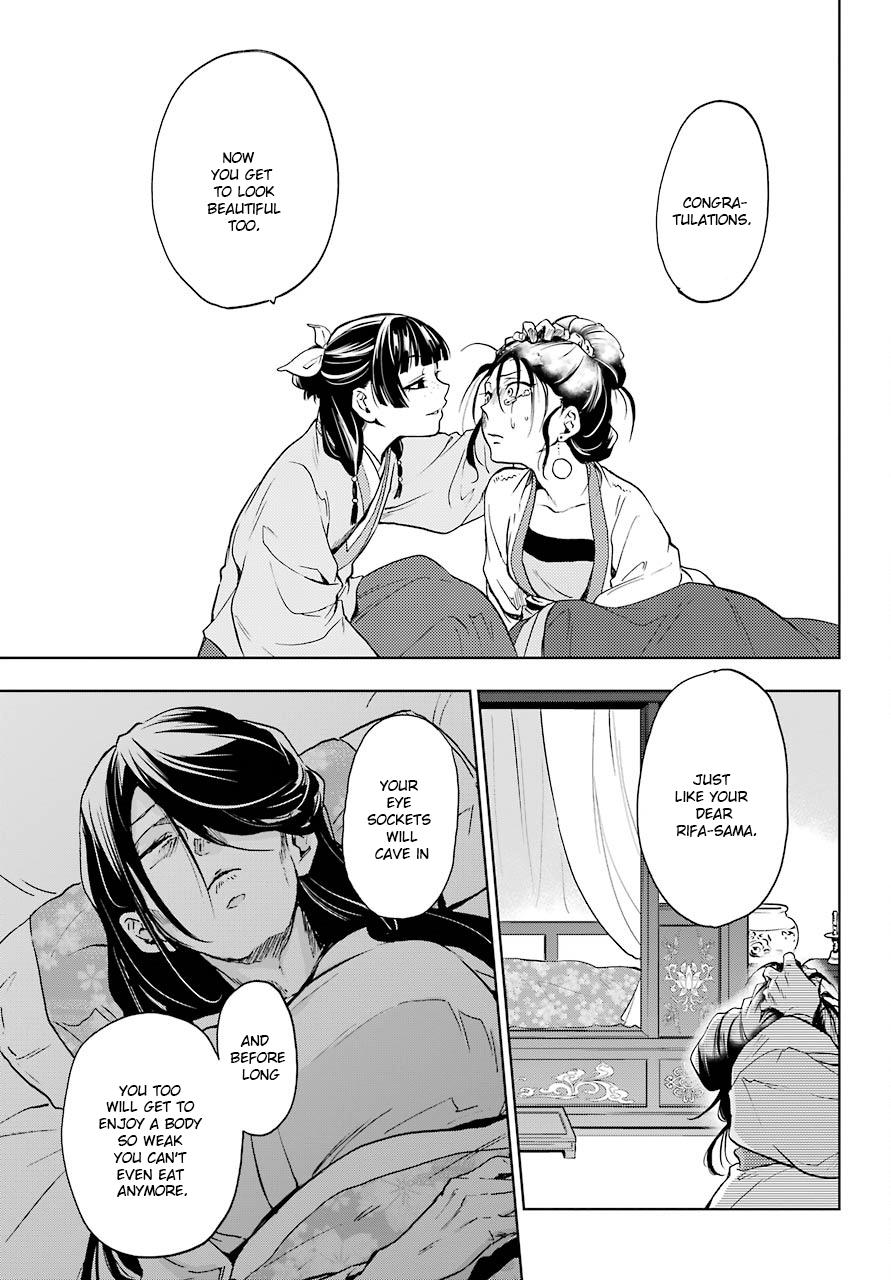 CONGRA-
TULATIONS.
NOW
YOU GET
TO LOOK
BEAUTIFUL
TOO.
JUST
LIKE YOUR
DEAR
RIFA-SAMA.
YOUR
EYE
SOCKETS
WILL
CAVE IN
AND
BEFORE
LONG
YOU TOO
WILL GET TO
ENJOY A BODY
SO WEAK
YOU CAN'T
EVEN EAT
ANYMORE.